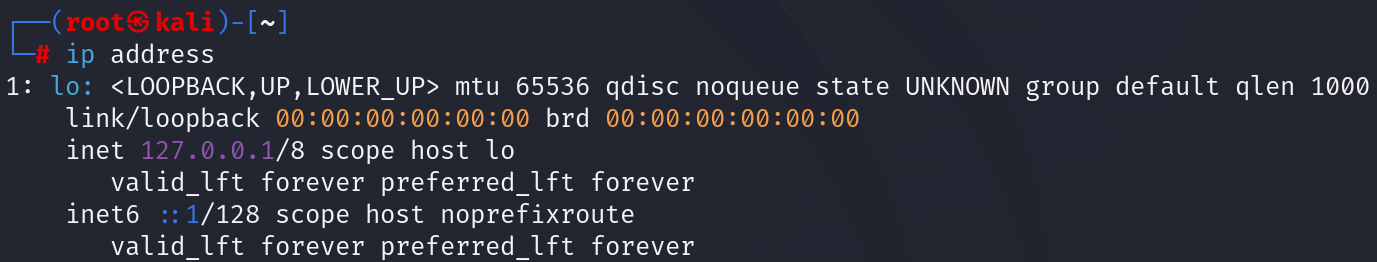 ┌──(root㉿kali)-[~]
└─# ip address
1: lo: <LOOPBACK,UP,LOWER_UP> mtu 65536 qdisc noqueue state UNKNOWN group default qlen 1000
    link/loopback 00:00:00:00:00:00 brd 00:00:00:00:00:00
    inet 127.0.0.1/8 scope host lo
       valid_lft forever preferred_lft forever
    inet6 ::1/128 scope host noprefixroute
       valid_lft forever preferred_lft forever